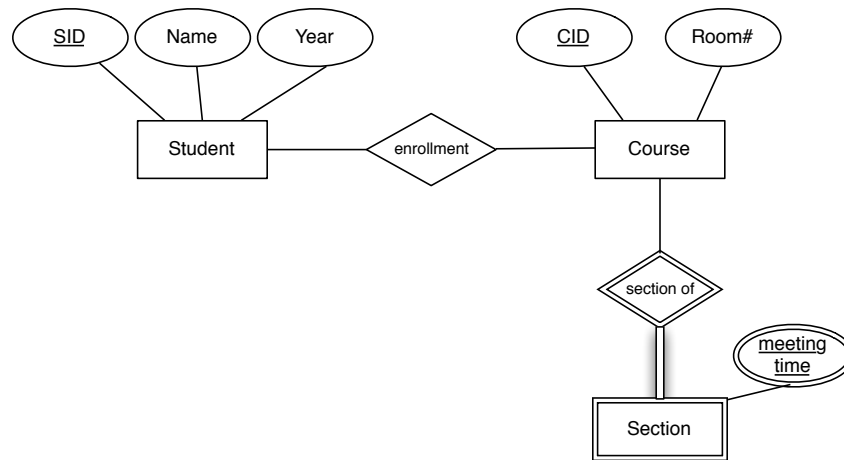 SID
Name
Year
CID
Room#
Student
enrollment
Course
section of
meeting
time
Section